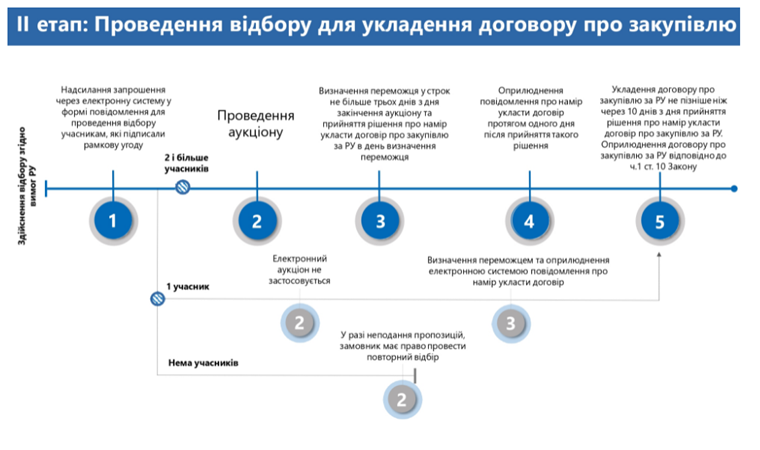 ІІ етап: Проведення відбору для укладення договору про закупівлю
Здійснення відбору згідно
вимог РУ
Надсилання запрошення
через електронну систему у
формі повідомлення для
проведення відбору
учасникам, які підписали
рамкову угоду
2 і більше
учасників
Проведення
аукціону
Визначення переможця у строк
не більше трьох днів з дня
закінчення аукціону та
прийняття рішення про намір
укласти договір про закупівлю
за РУ в день визначення
переможця
Оприлюднення
повідомлення про намір
укласти договір
протягом одного дня
після прийняття такого
рішення
Укладення договору про
закупівлю за РУ не пізніше ніж
через 10 днів з дня прийняття
рішення про намір укласти
договір про закупівлю за РУ.
Оприлюднення договору про
закупівлю за РУ відповідно до
ч.1 ст. 10 Закону
1
2
3
4
5
1 учасник
Електронний
аукціон не
застосовується
2
Визначення переможцем та оприлюднення
електронною системою повідомлення про
намір укласти договір
3
Нема учасників
У разі неподання пропозицій,
замовник має право провести
повторний відбір
2